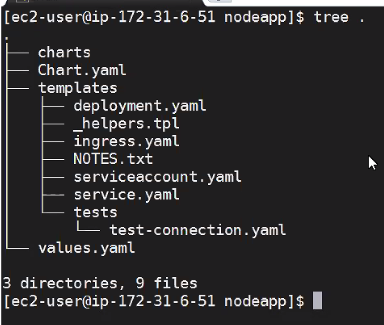 [ec2-user@ip-172-31-6-51 nodeapp]$ tree .
.
├── charts
├── Chart.yaml
├── templates
│   ├── deployment.yaml
│   ├── _helpers.tpl
│   ├── ingress.yaml
│   ├── NOTES.txt
│   ├── serviceaccount.yaml
│   ├── service.yaml
│   └── tests
│       └── test-connection.yaml
└── values.yaml

3 directories, 9 files
[ec2-user@ip-172-31-6-51 nodeapp]$